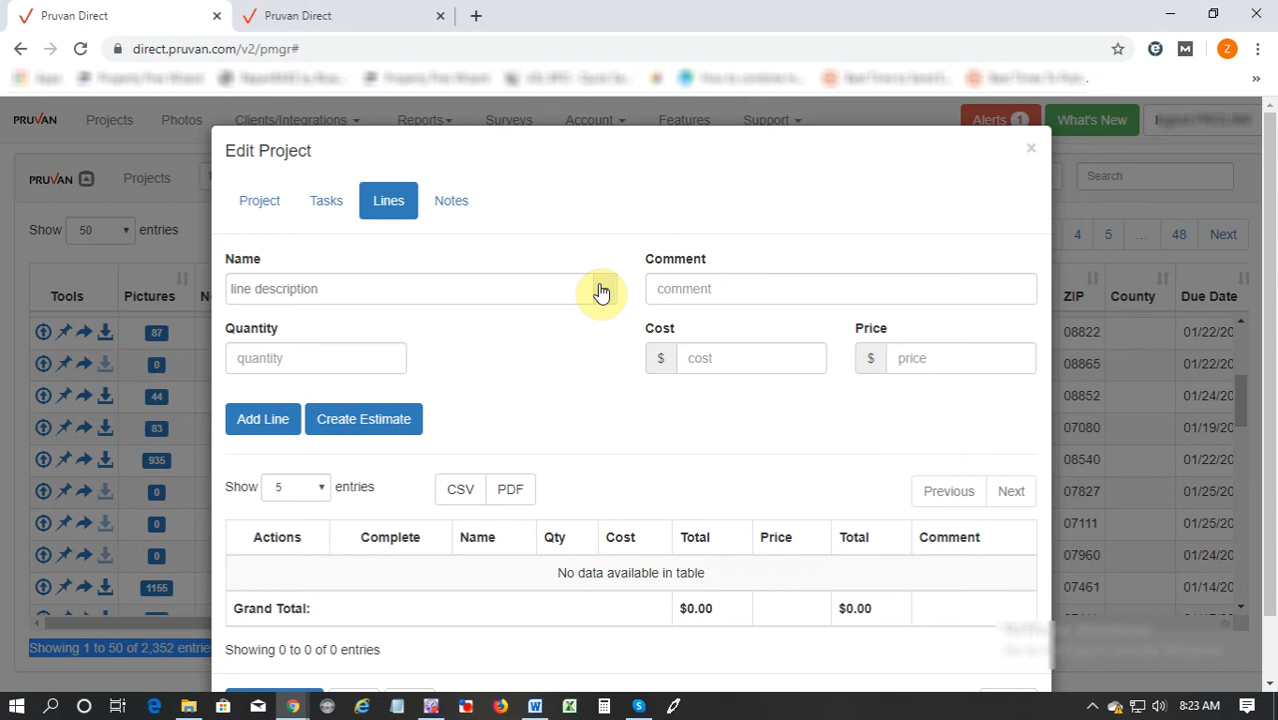 Pruvan Direct
Pruvan Direct
direct.pruvan.com/v2/pmgr#
Z
PRUVAN Projects Photos Clients/Integrations Reports Surveys Account Features Support Alerts 1 What's New
PRUVAN Projects Search
Show 50 entries 4 5 ... 48 Next
Tools Pictures ZIP County Due Date
87 08822 01/22/20
0 08865 01/22/20
44 08852 01/24/20
83 07080 01/19/20
935 08540 01/22/20
0 07827 01/25/20
0 07111 01/25/20
0 07960 01/24/20
1155 07461 01/14/20
Showing 1 to 50 of 2,352 entrie
Edit Project
×
Project Tasks Lines Notes
Name Comment
line description comment
Quantity Cost Price
quantity $ cost $ price
Add Line Create Estimate
Show 5 entries CSV PDF Previous Next
Actions Complete Name Qty Cost Total Price Total Comment
No data available in table
Grand Total: $0.00 $0.00
Showing 0 to 0 of 0 entries
8:23 AM